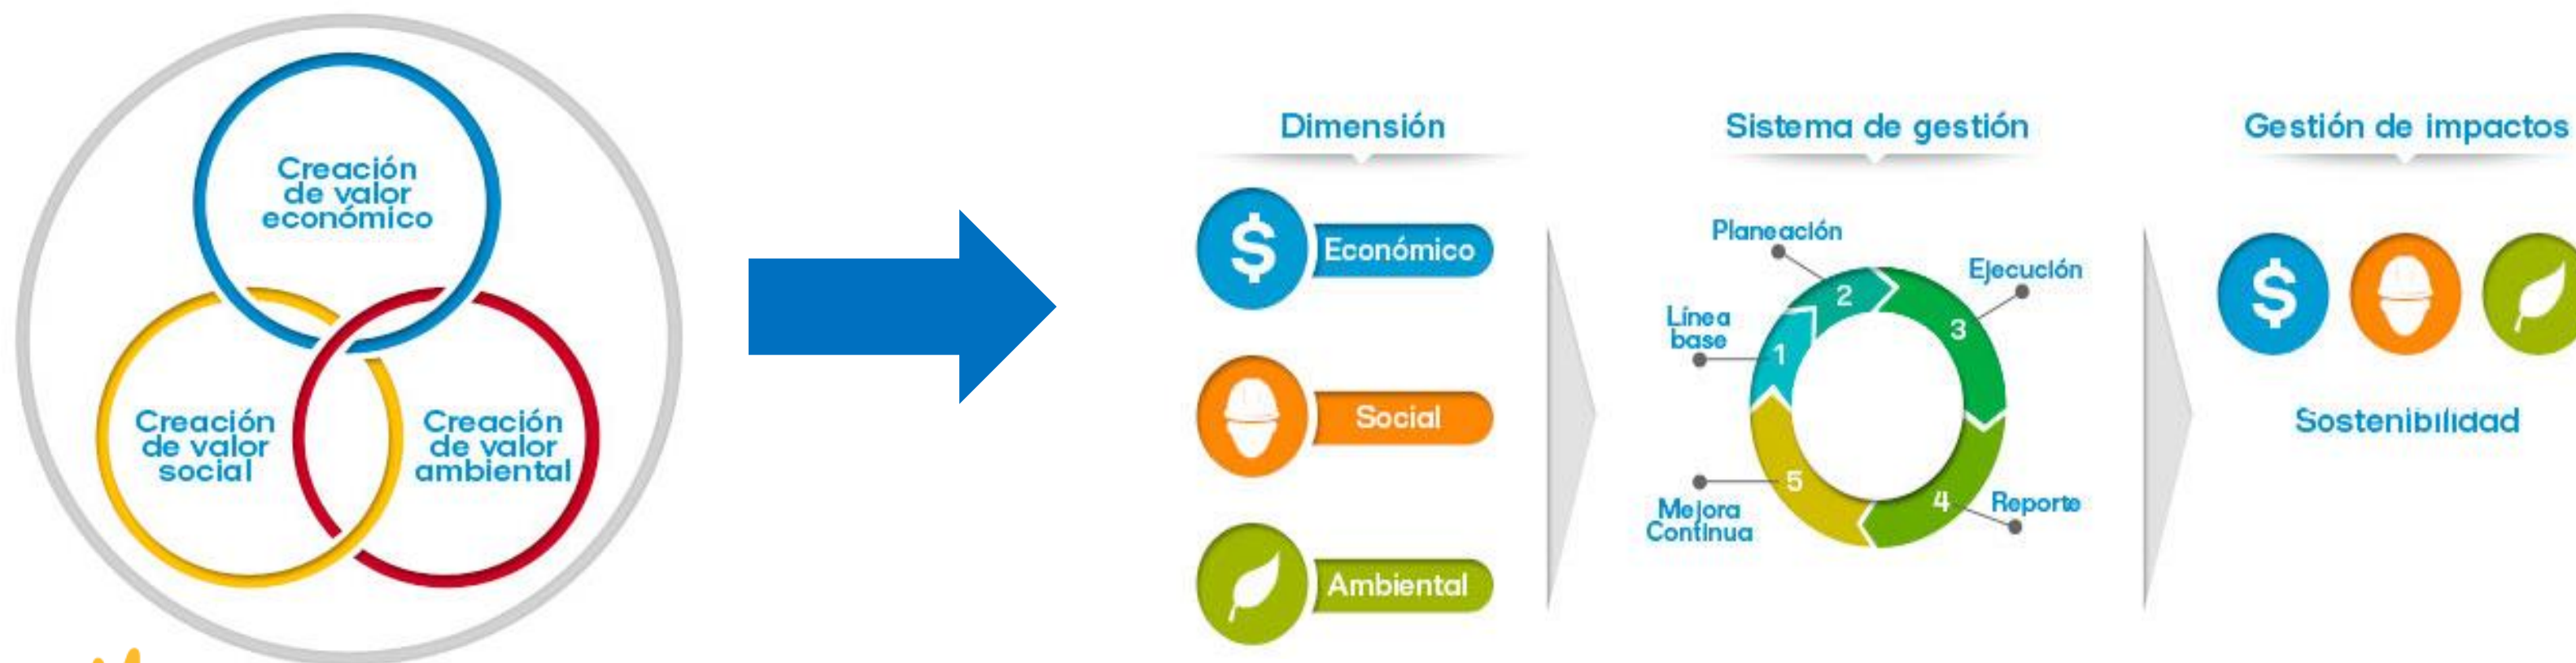 Creación
de valor
económico
Creación
de valor
social
Creación
de valor
ambiental
Dimensión
$
Económico
Social
Ambiental
Sistema de gestión
Planeación
Ejecución
Línea
base
Mejora
Continua
Reporte
1
2
3
4
5
Gestión de impactos
$
Sostenibilidad